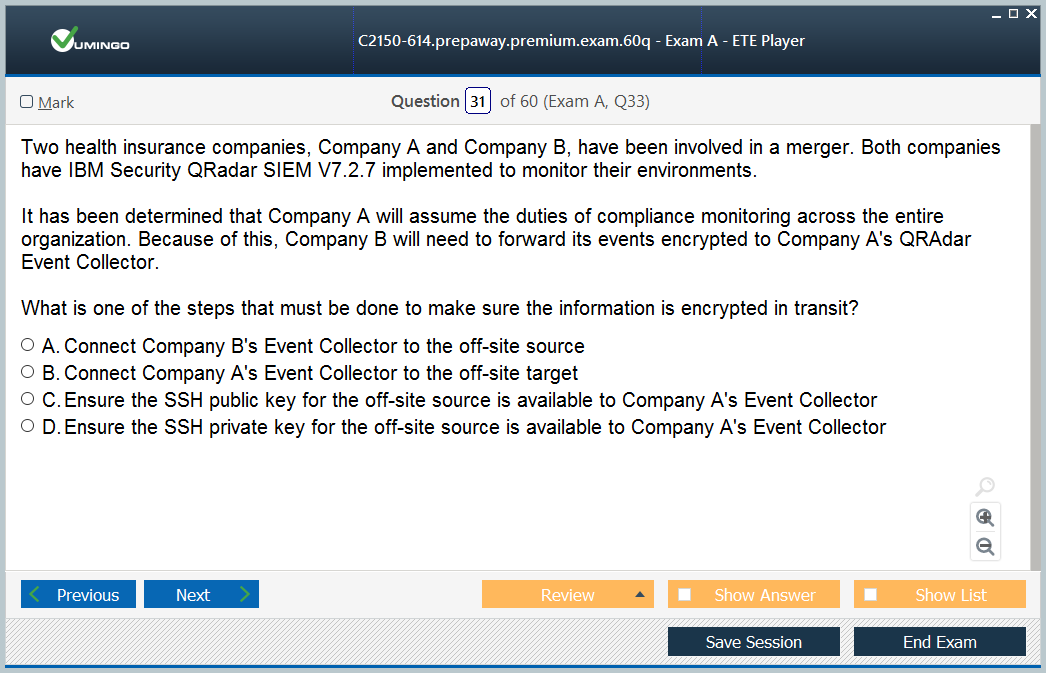 VUMINGO
C2150-614.prepaway.premium.exam.60q - Exam A - ETE Player
Mark
Question 31 of 60 (Exam A, Q33)
Two health insurance companies, Company A and Company B, have been involved in a merger. Both companies
have IBM Security QRadar SIEM V7.2.7 implemented to monitor their environments.
It has been determined that Company A will assume the duties of compliance monitoring across the entire
organization. Because of this, Company B will need to forward its events encrypted to Company A's QRAdar
Event Collector.
What is one of the steps that must be done to make sure the information is encrypted in transit?
A. Connect Company B's Event Collector to the off-site source
B. Connect Company A's Event Collector to the off-site target
C. Ensure the SSH public key for the off-site source is available to Company A's Event Collector
D. Ensure the SSH private key for the off-site source is available to Company A's Event Collector
Previous
Next
Review
Show Answer
Show List
Save Session
End Exam